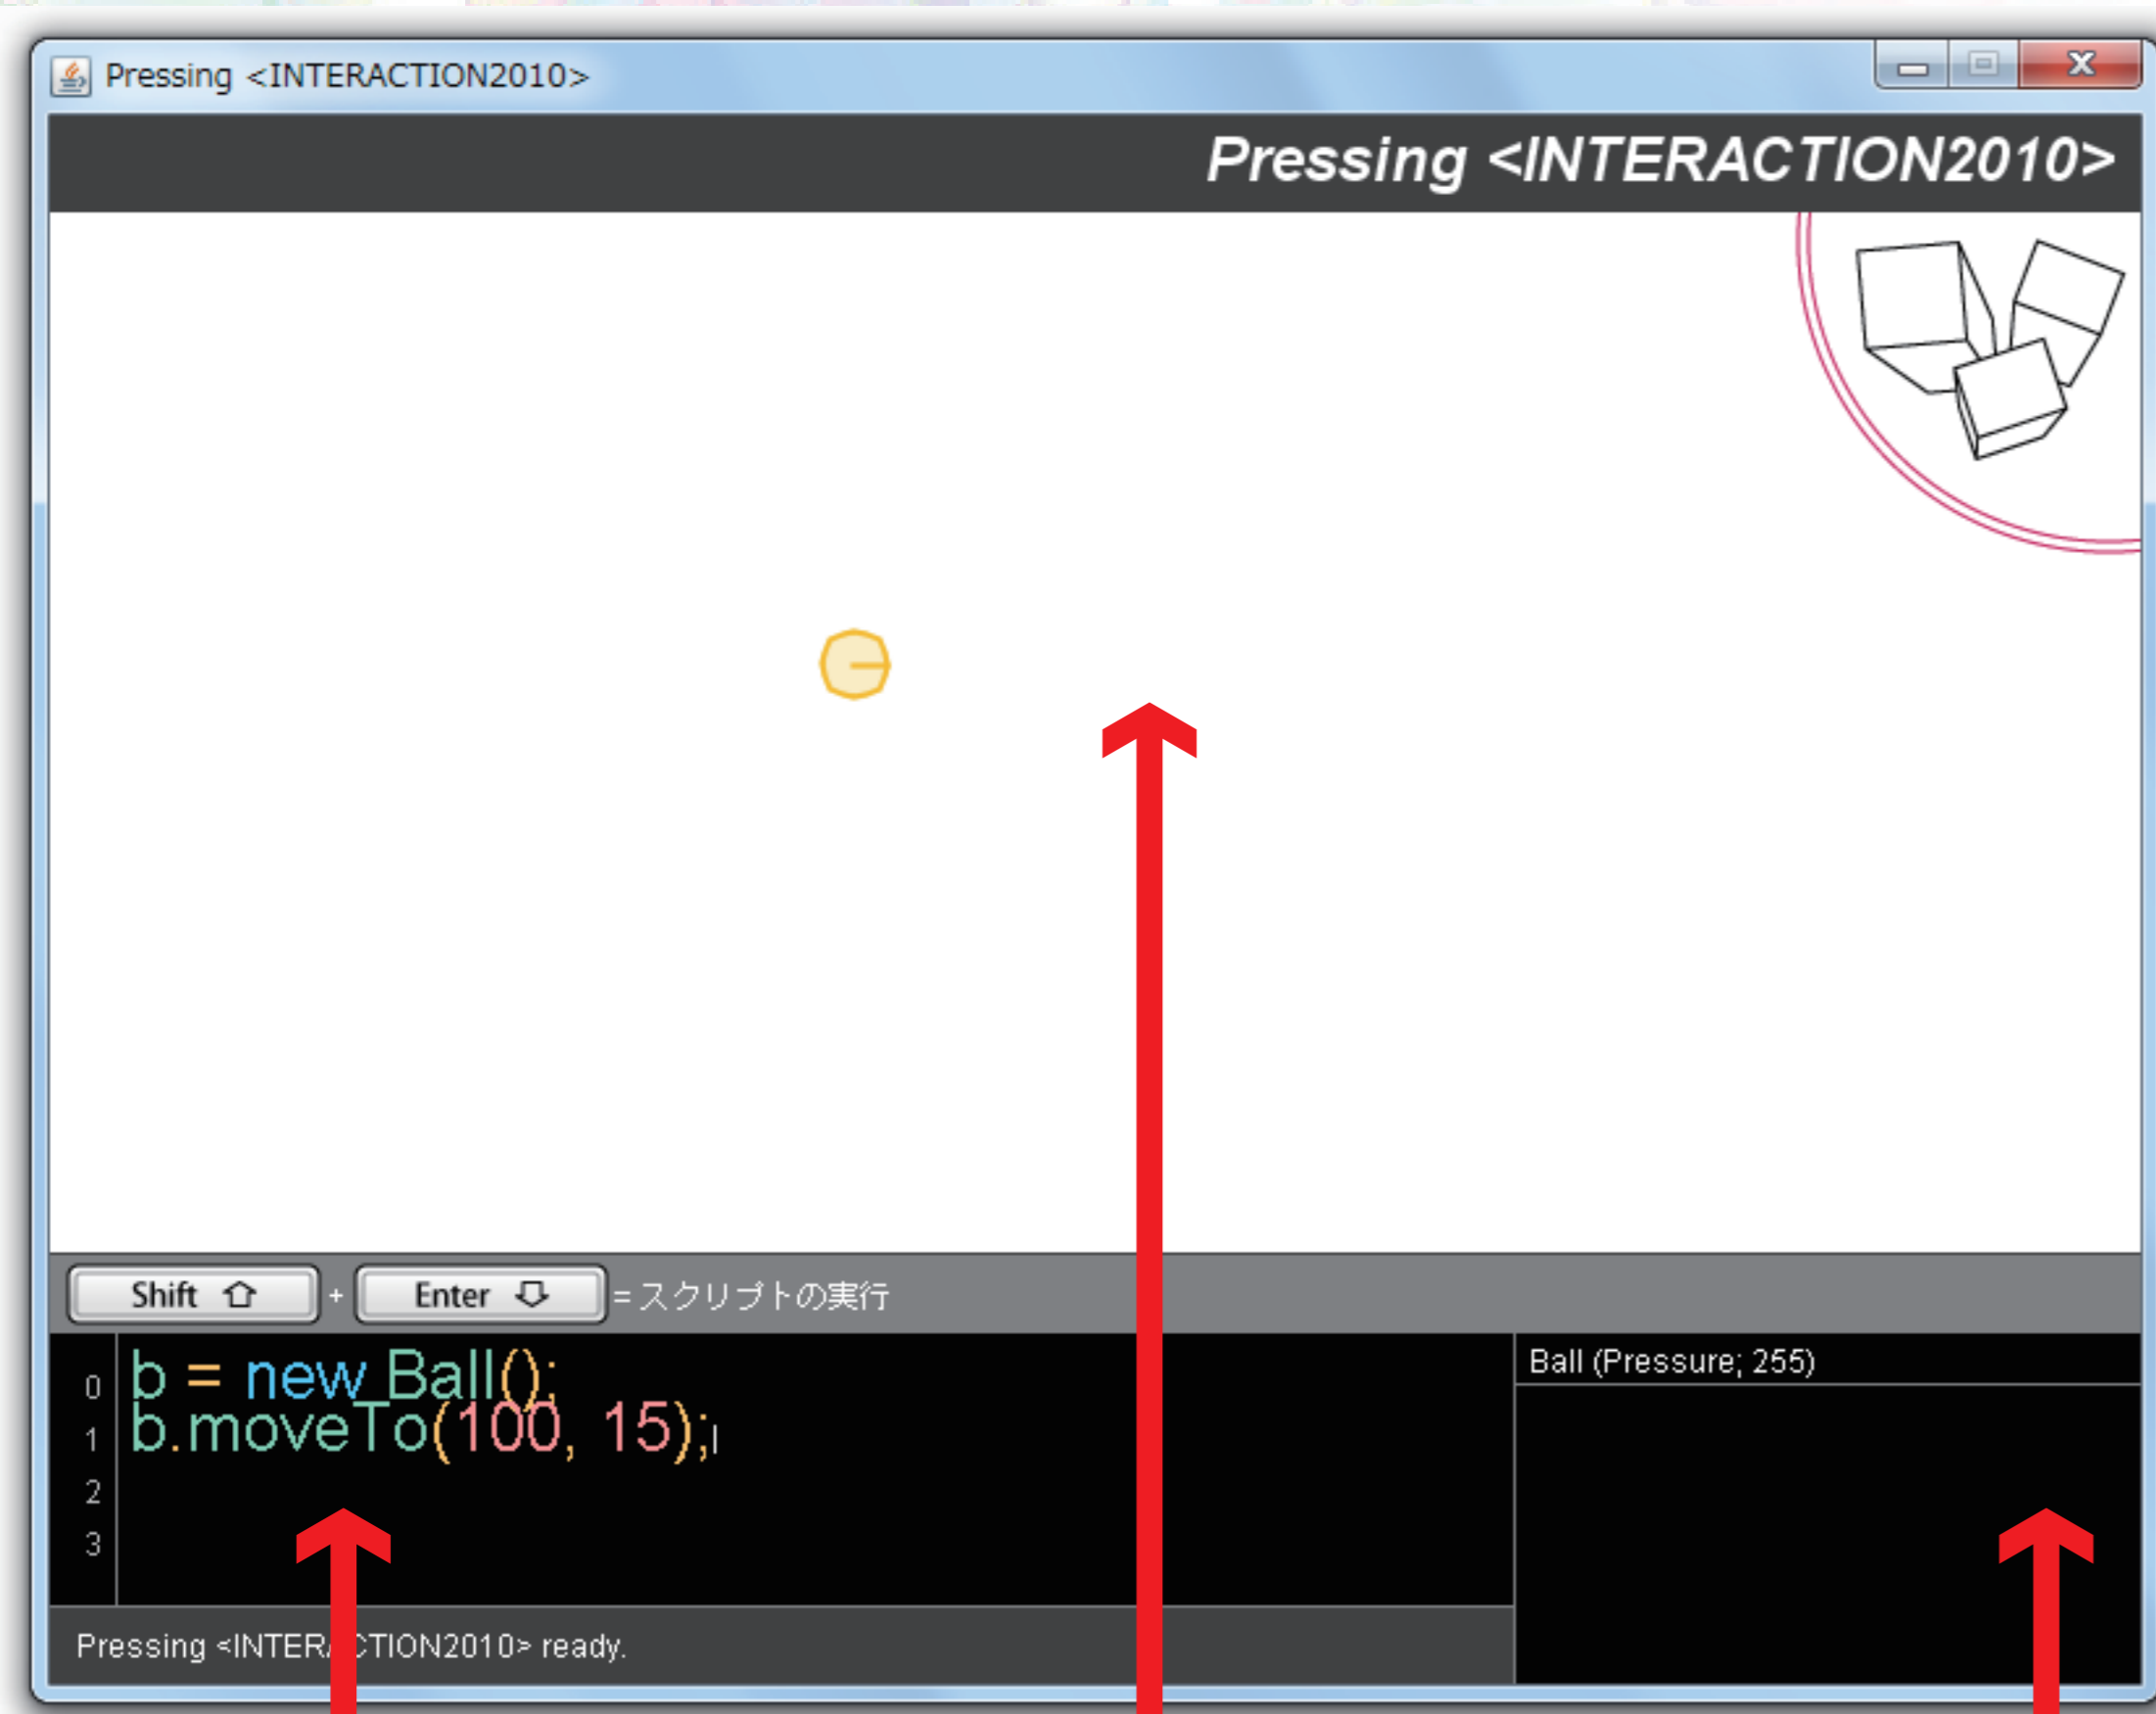 Pressing <INTERACTION2010>
Pressing <INTERACTION2010>
Shift ⇧ + Enter ⇩ = スクリプトの実行
0 b = new Ball();
1 b.moveTo(100, 15);
2
3
Ball (Pressure; 255)
Pressing <INTERACTION2010> ready.